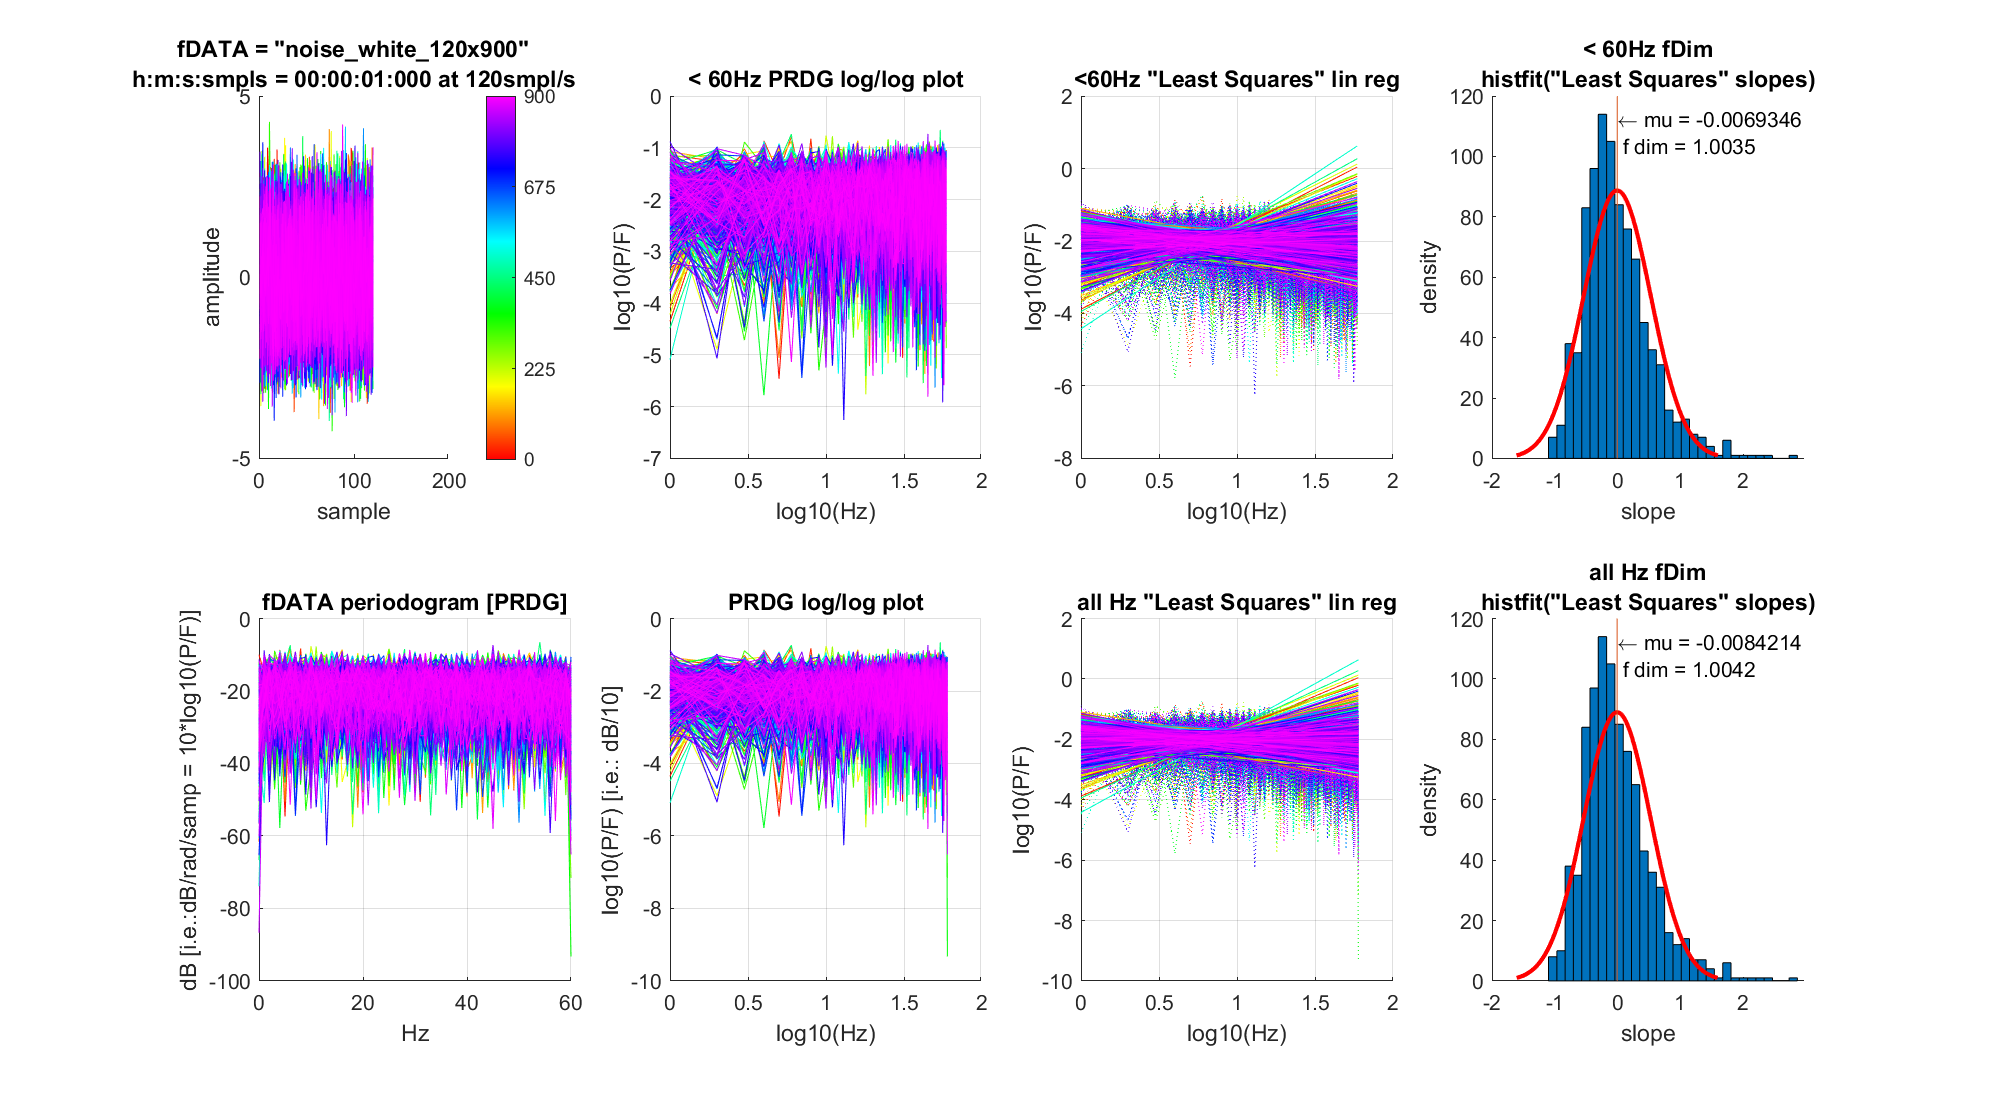 fDATA = "noise_white_120x900"
h:m:s:smpls = 00:00:01:000 at 120smpl/s
5
0
-5
amplitude
0
100
200
sample
900
675
450
225
0
< 60Hz PRDG log/log plot
0
-1
-2
-3
-4
-5
-6
-7
log10(P/F)
0
0.5
1
1.5
2
log10(Hz)
<60Hz "Least Squares" lin reg
2
0
-2
-4
-6
-8
log10(P/F)
0
0.5
1
1.5
2
log10(Hz)
< 60Hz fDim
histfit("Least Squares" slopes)
120
100
80
60
40
20
0
density
← mu = -0.0069346
f dim = 1.0035
-2
-1
0
1
2
slope
fDATA periodogram [PRDG]
0
-20
-40
-60
-80
-100
dB [i.e.:dB/rad/samp = 10*log10(P/F)]
0
20
40
60
Hz
PRDG log/log plot
0
-2
-4
-6
-8
-10
log10(P/F) [i.e.: dB/10]
0
0.5
1
1.5
2
log10(Hz)
all Hz "Least Squares" lin reg
2
0
-2
-4
-6
-8
-10
log10(P/F)
0
0.5
1
1.5
2
log10(Hz)
all Hz fDim
histfit("Least Squares" slopes)
120
100
80
60
40
20
0
density
← mu = -0.0084214
f dim = 1.0042
-2
-1
0
1
2
slope